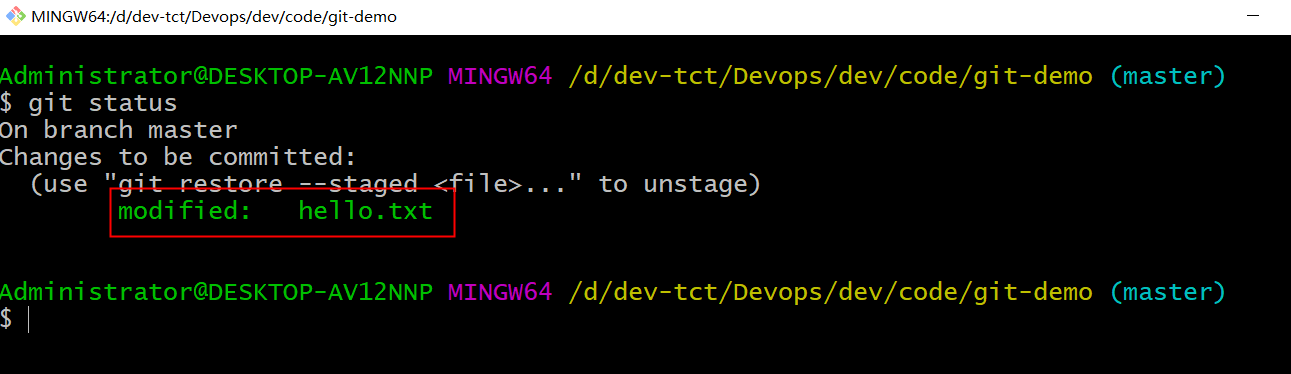 MINGW64:/d/dev-tct/Devops/dev/code/git-demo
Administrator@DESKTOP-AV12NNP MINGW64 /d/dev-tct/Devops/dev/code/git-demo (master)
$ git status
On branch master
Changes to be committed:
  (use "git restore --staged <file>..." to unstage)
        modified:   hello.txt
Administrator@DESKTOP-AV12NNP MINGW64 /d/dev-tct/Devops/dev/code/git-demo (master)
$